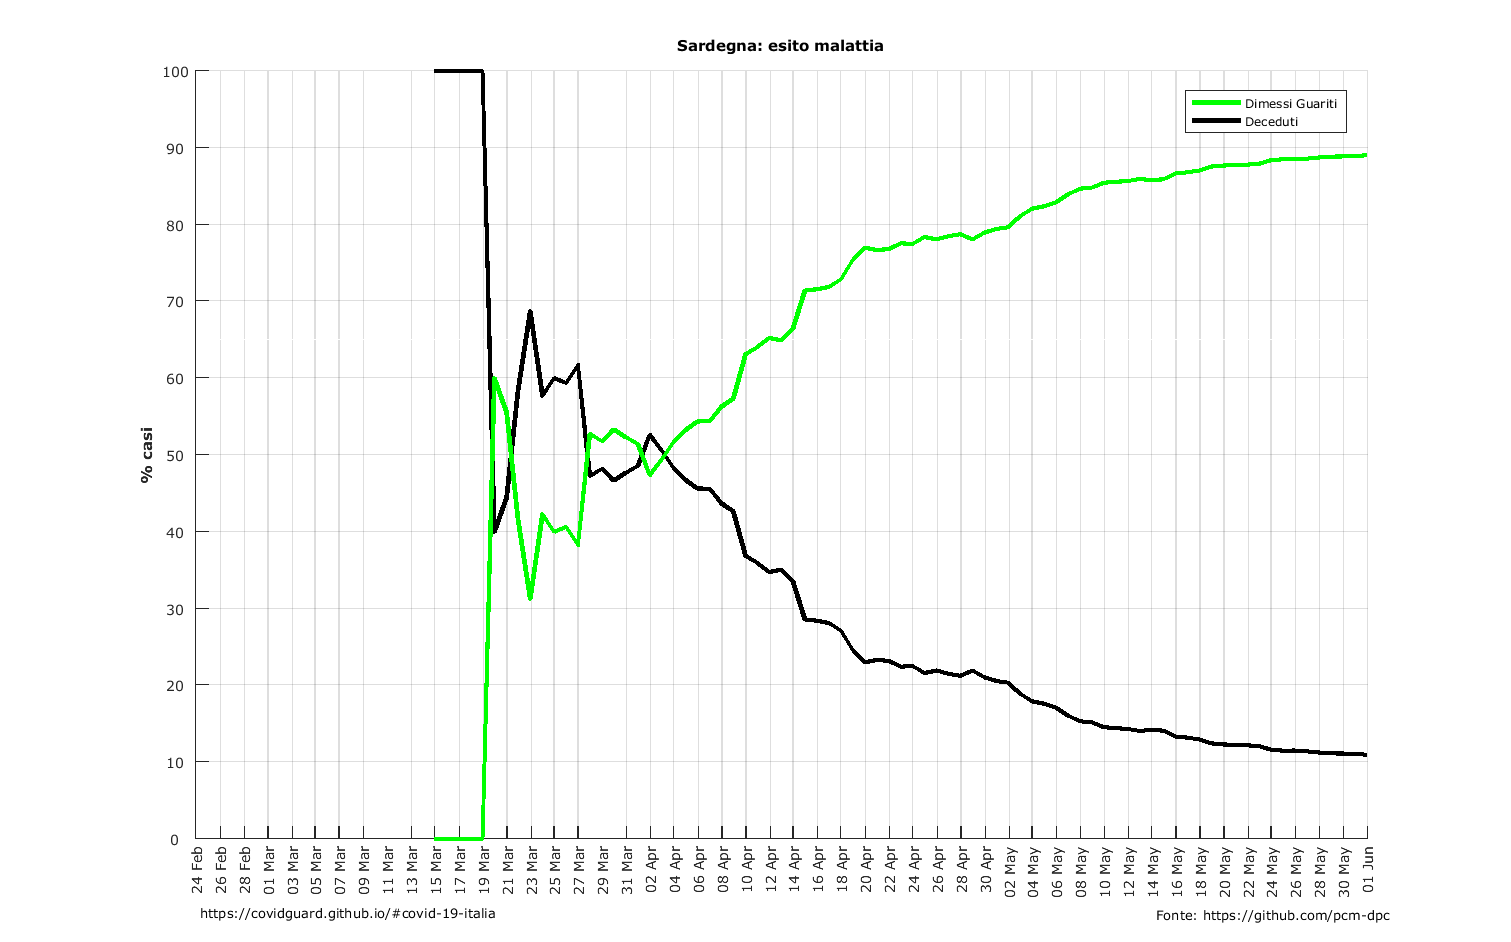 Sardegna: esito malattia
100
90
80
70
60
50
40
30
20
10
0
% casi
Dimessi Guariti
Deceduti
24 Feb
26 Feb
28 Feb
01 Mar
03 Mar
05 Mar
07 Mar
09 Mar
11 Mar
13 Mar
15 Mar
17 Mar
19 Mar
21 Mar
23 Mar
25 Mar
27 Mar
29 Mar
31 Mar
02 Apr
04 Apr
06 Apr
08 Apr
10 Apr
12 Apr
14 Apr
16 Apr
18 Apr
20 Apr
22 Apr
24 Apr
26 Apr
28 Apr
30 Apr
02 May
04 May
06 May
08 May
10 May
12 May
14 May
16 May
18 May
20 May
22 May
24 May
26 May
28 May
30 May
01 Jun
https://covidguard.github.io/#covid-19-italia
Fonte: https://github.com/pcm-dpc